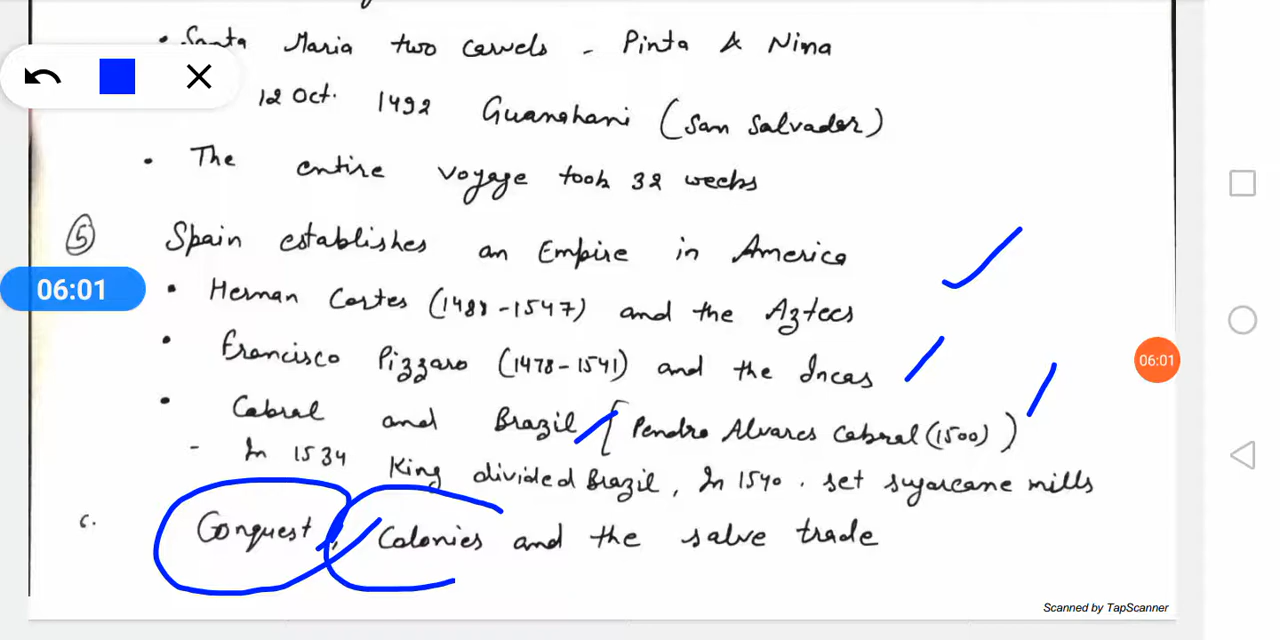 • Santa Maria two carvels - Pinta & Nina
12 Oct. 1492 Guanahani (San Salvador)
• The entire voyage took 32 weeks
⑤ Spain establishes an Empire in America
06:01
• Hernan Cortes (1488-1547) and the Aztecs
• Francisco Pizzaro (1478-1541) and the Incas
06:01
• Cabral and Brazil [Pendro Alvares Cabral (1500))
- In 1534 King divided Brazil, In 1540. set sugarcane mills
c. Conquest, Colonies and the salve trade
Scanned by TapScanner